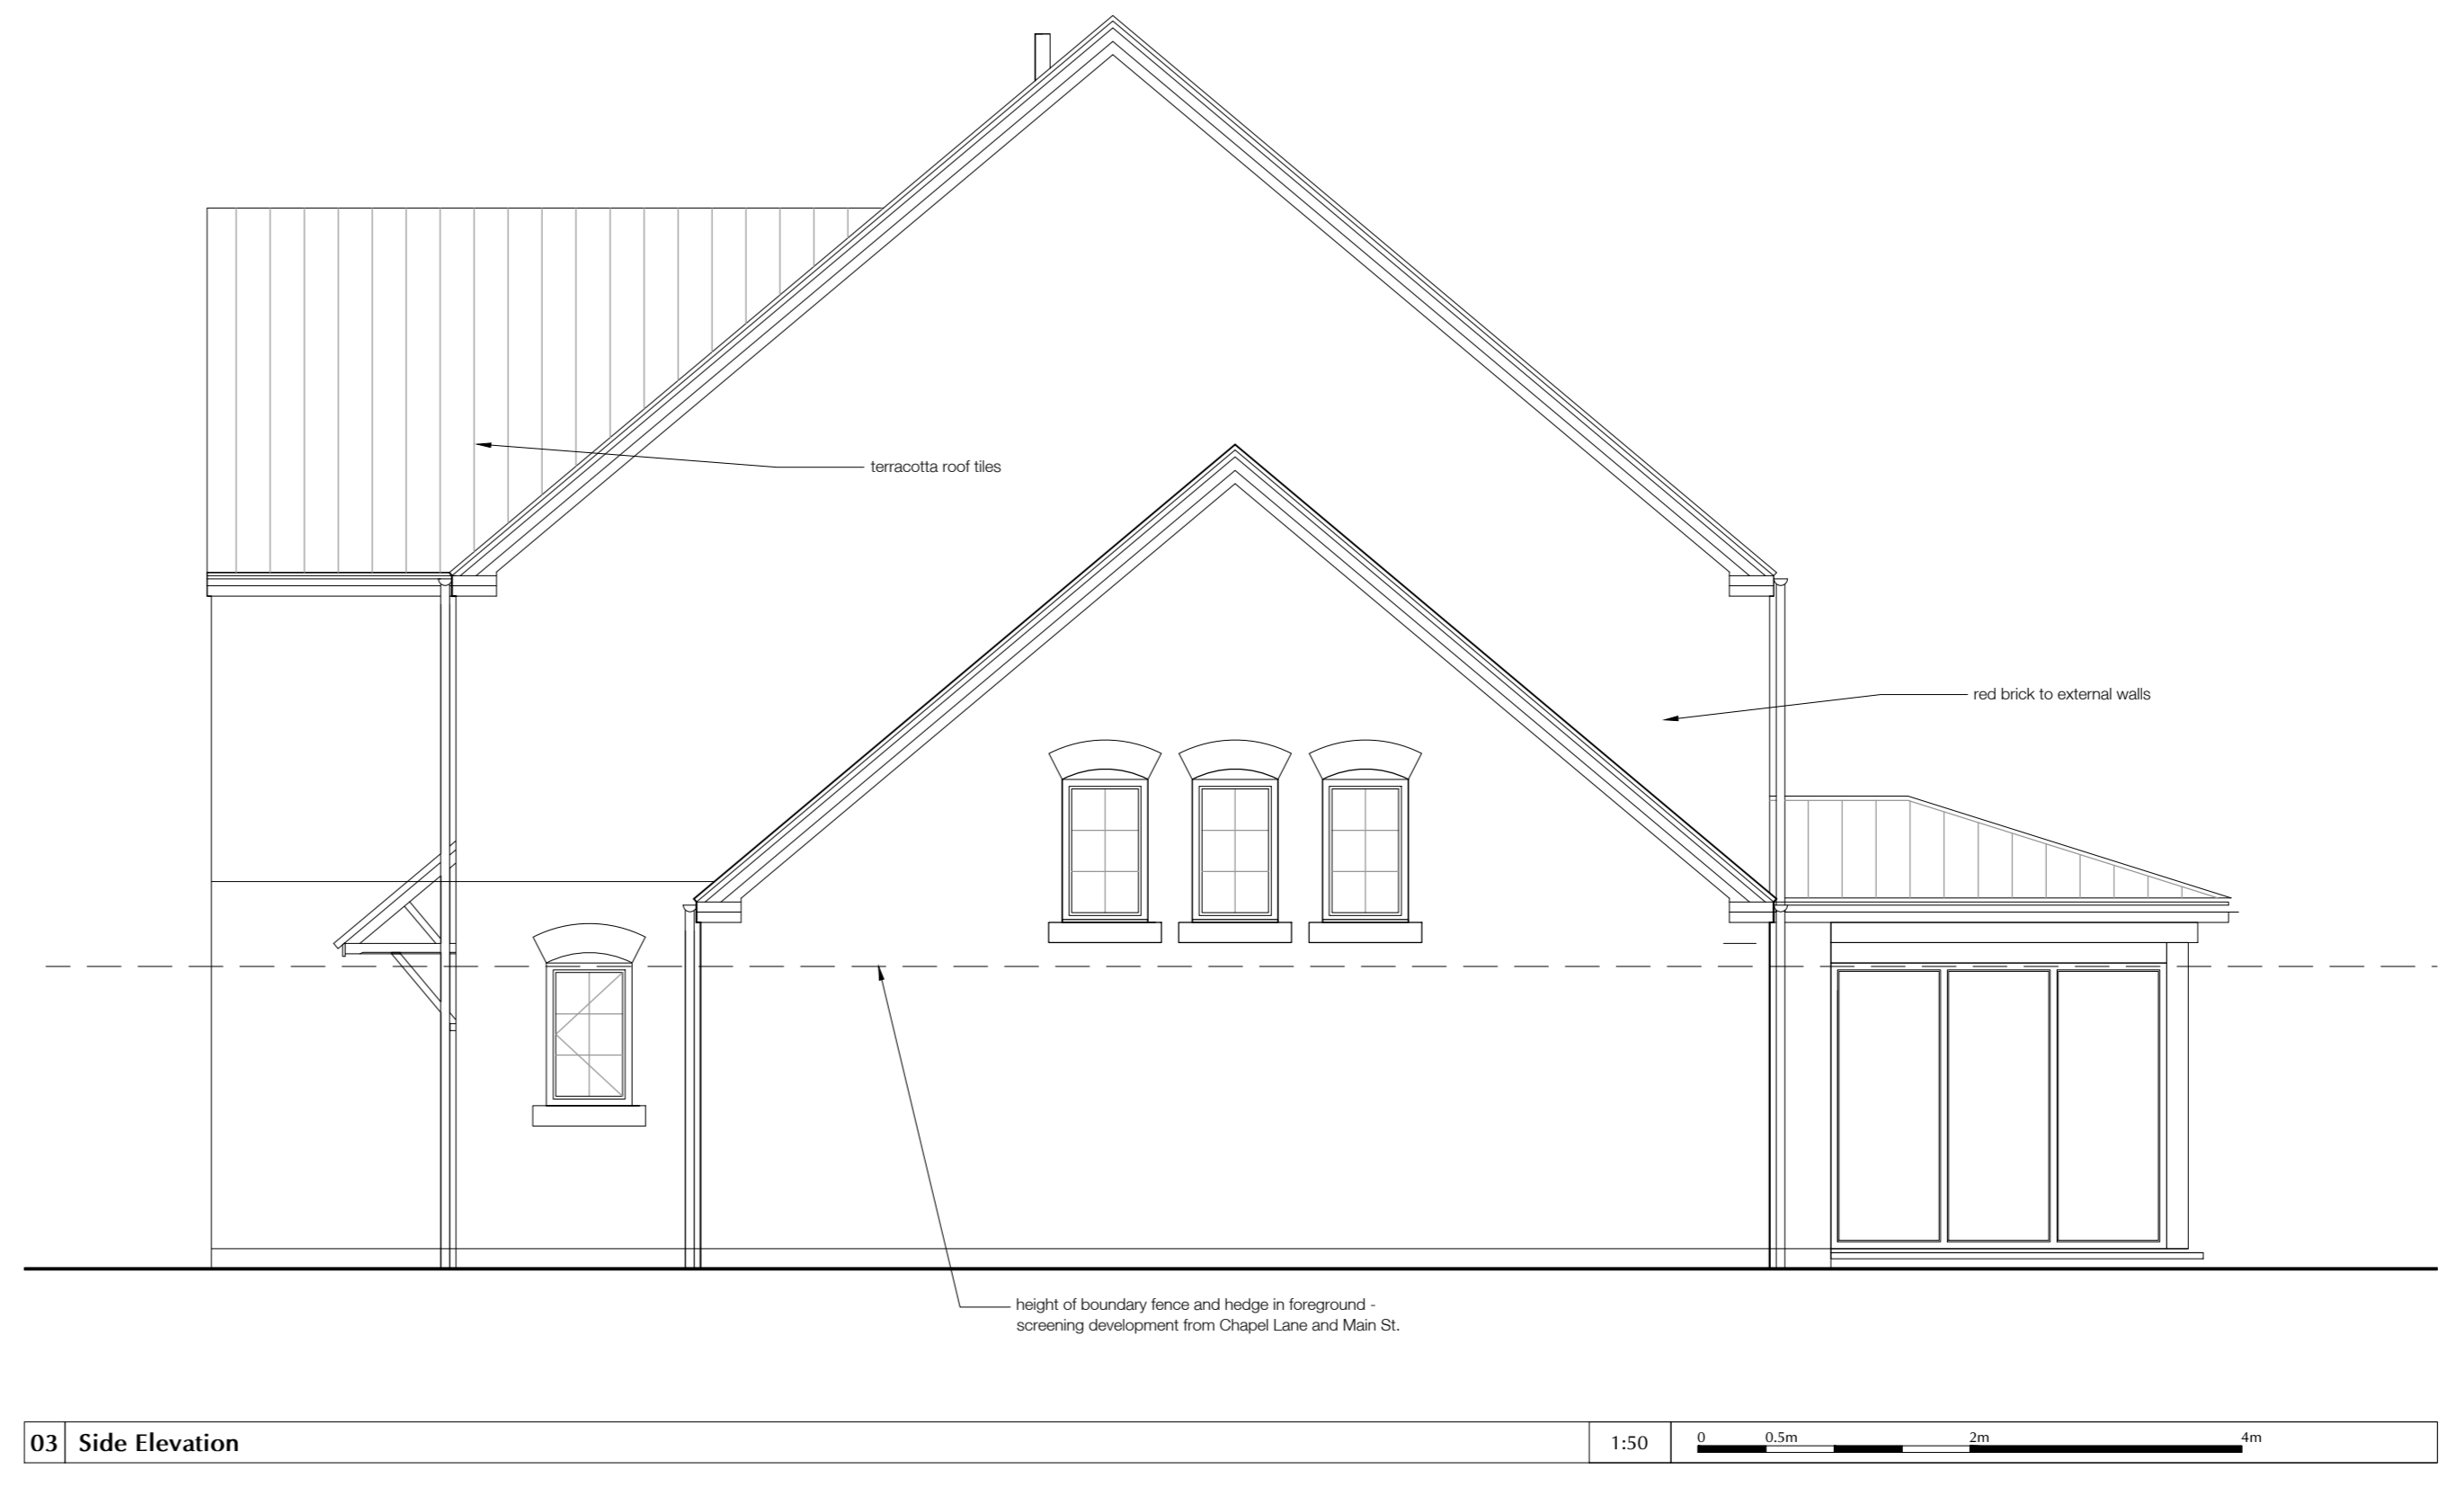 terracotta roof tiles
red brick to external walls
height of boundary fence and hedge in foreground -
screening development from Chapel Lane and Main St.
03 Side Elevation
1:50
0 0.5m 2m 4m